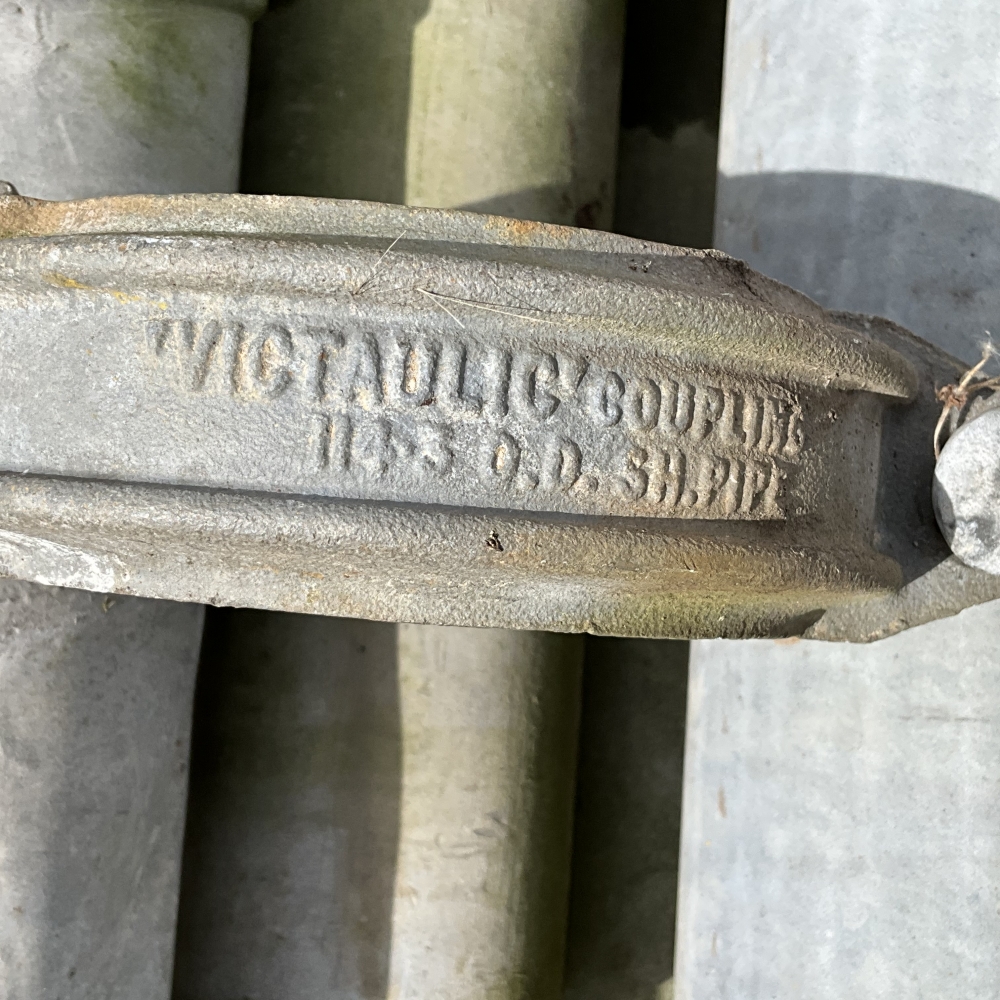 "VICTAULIC" COUPLING
114·3 O.D. SH. PIPE